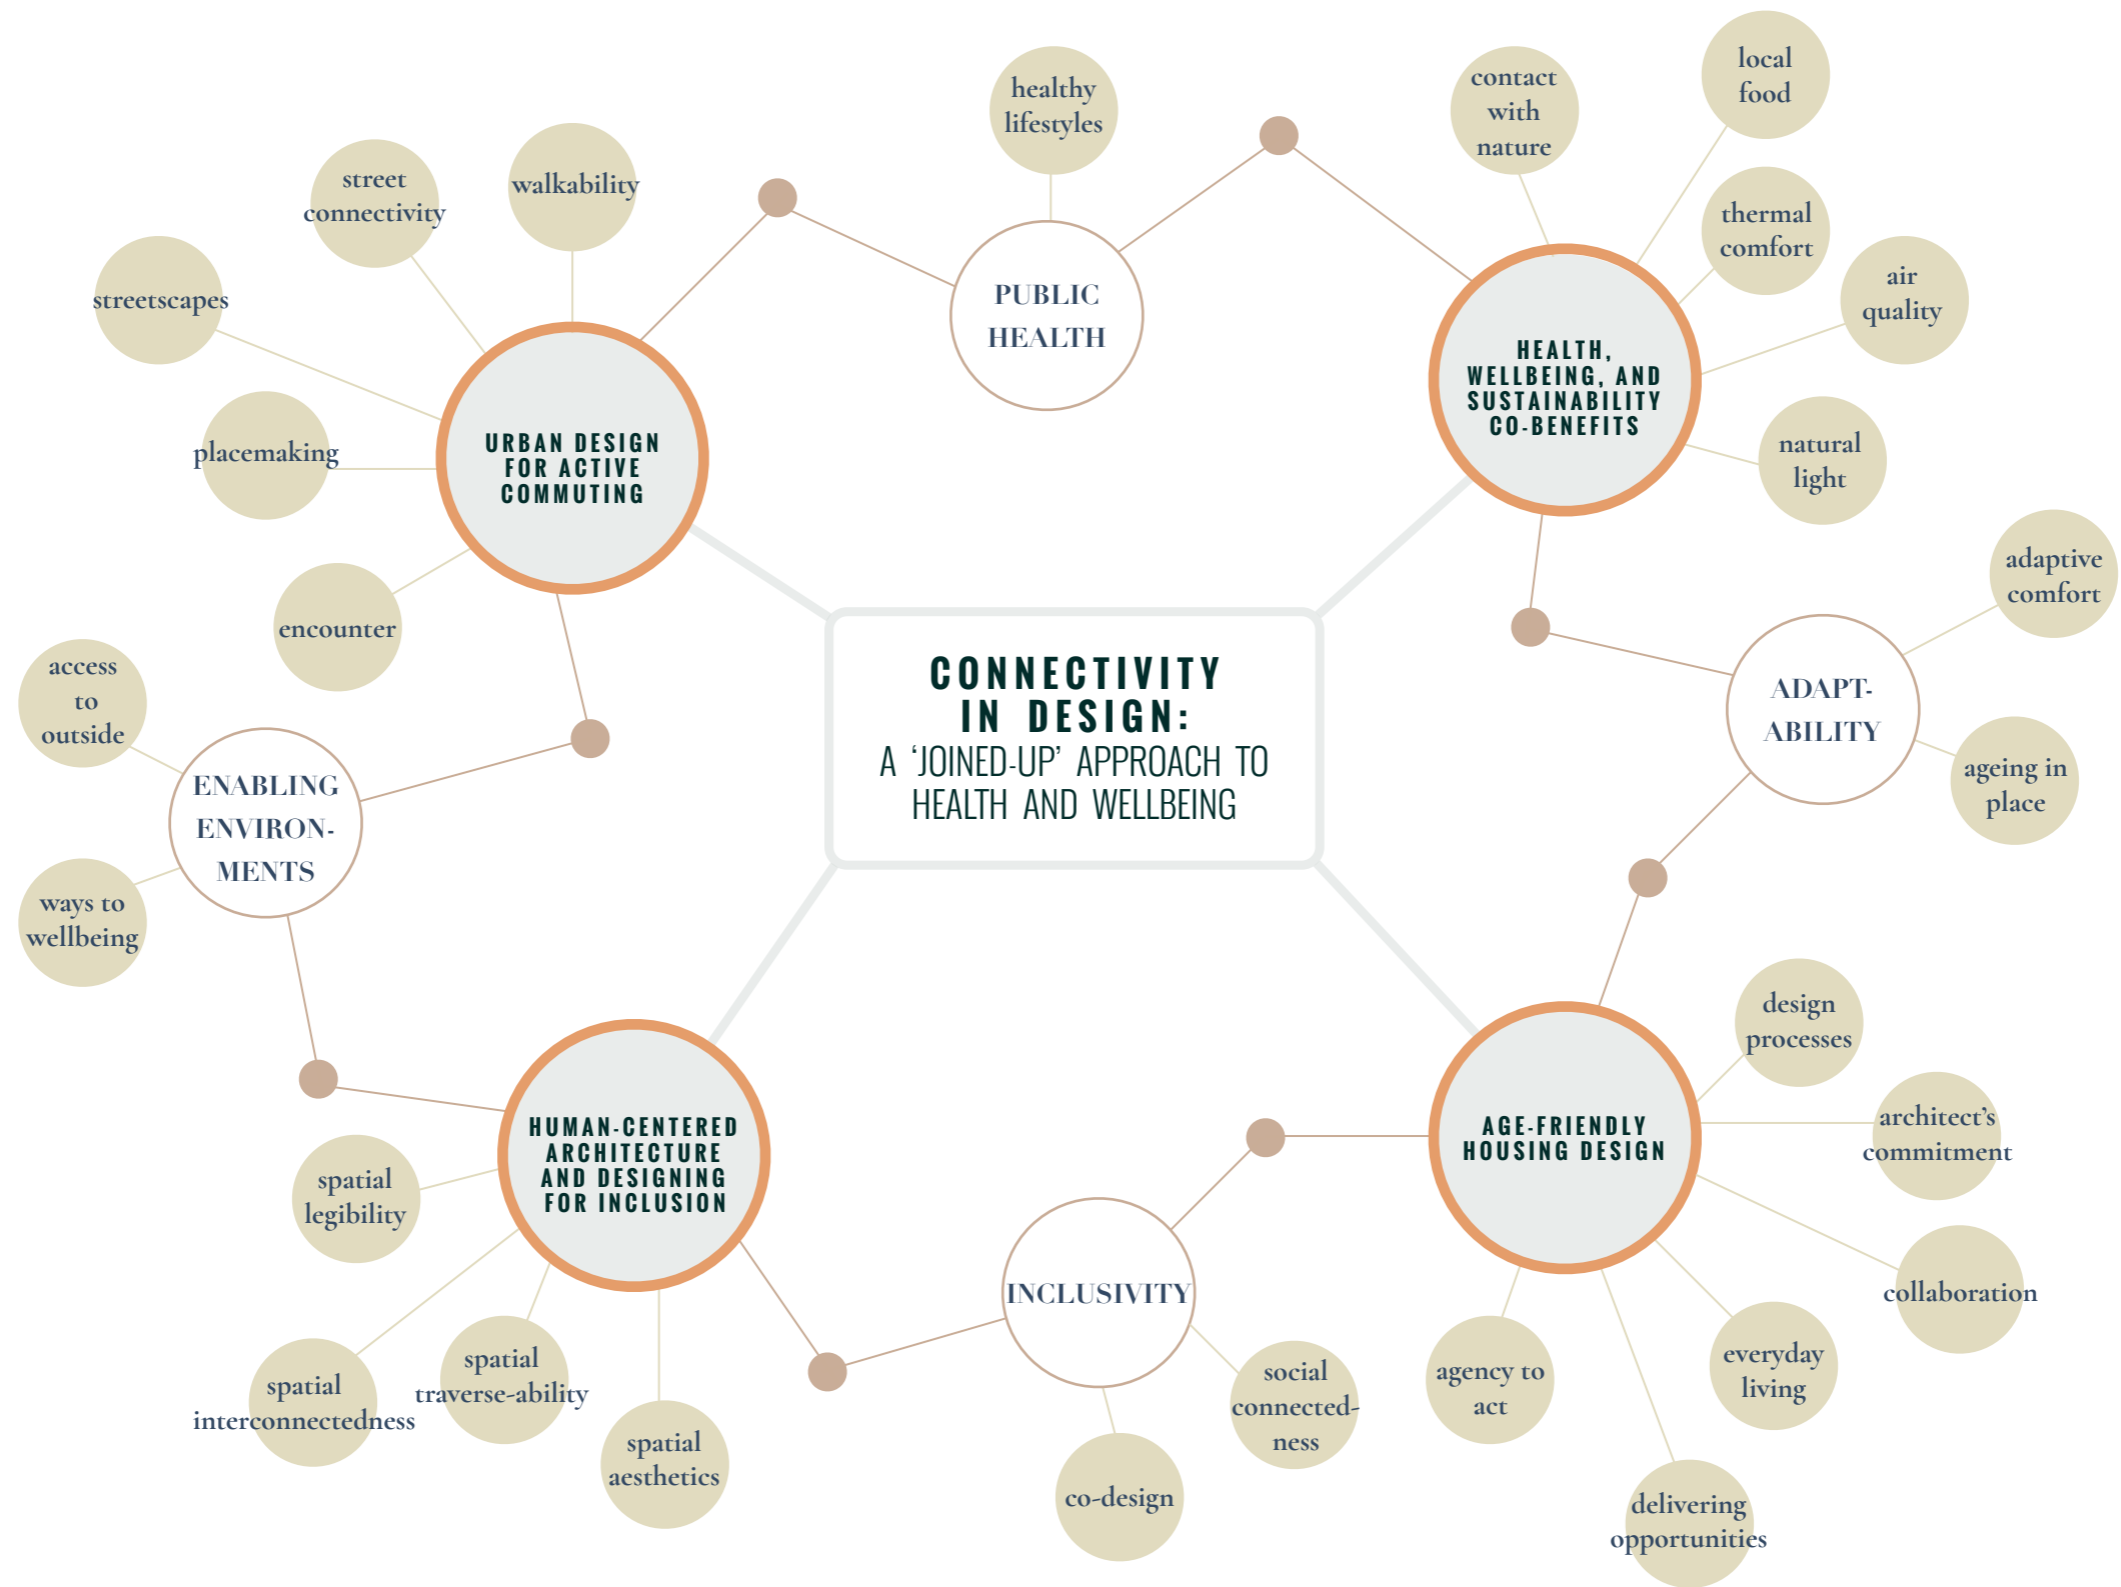 CONNECTIVITY
IN DESIGN:
A ‘JOINED-UP’ APPROACH TO
HEALTH AND WELLBEING
URBAN DESIGN
FOR ACTIVE
COMMUTING
walkability
street
connectivity
streetscapes
placemaking
encounter
PUBLIC
HEALTH
healthy
lifestyles
HEALTH,
WELLBEING, AND
SUSTAINABILITY
CO-BENEFITS
contact
with
nature
local
food
thermal
comfort
air
quality
natural
light
ADAPT-
ABILITY
adaptive
comfort
ageing in
place
AGE-FRIENDLY
HOUSING DESIGN
design
processes
architect’s
commitment
collaboration
everyday
living
delivering
opportunities
agency to
act
INCLUSIVITY
social
connected-
ness
co-design
HUMAN-CENTERED
ARCHITECTURE
AND DESIGNING
FOR INCLUSION
spatial
aesthetics
spatial
traverse-ability
spatial
interconnectedness
spatial
legibility
ENABLING
ENVIRON-
MENTS
ways to
wellbeing
access
to
outside